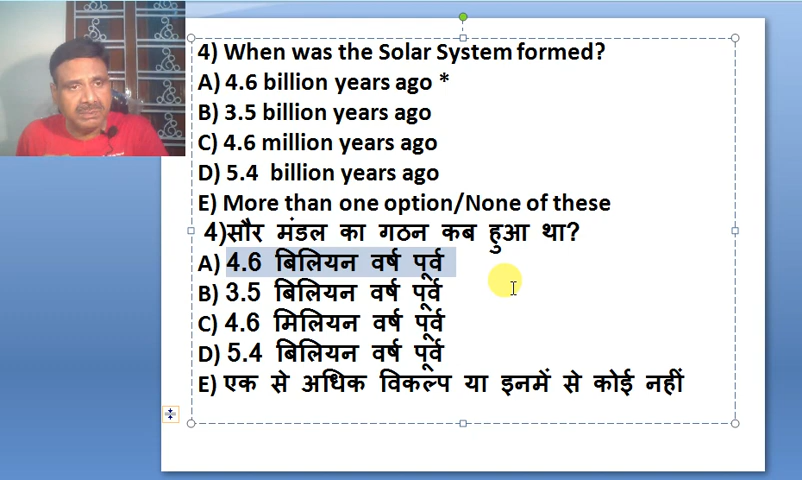 4) When was the Solar System formed?
A) 4.6 billion years ago *
B) 3.5 billion years ago
C) 4.6 million years ago
D) 5.4  billion years ago
E) More than one option/None of these
4)सौर मंडल का गठन कब हुआ था?
A) 4.6 बिलियन वर्ष पूर्व
B) 3.5 बिलियन वर्ष पूर्व
C) 4.6 मिलियन वर्ष पूर्व
D) 5.4 बिलियन वर्ष पूर्व
E) एक से अधिक विकल्प या इनमें से कोई नहीं